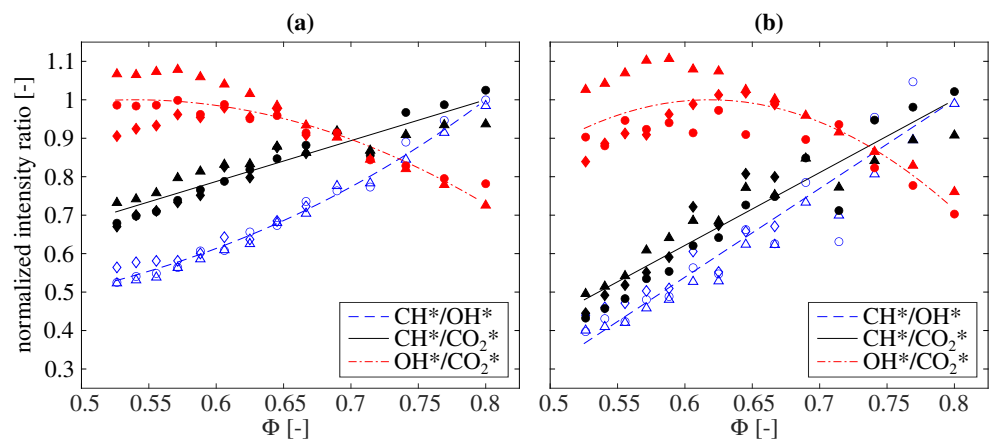 (a)
(b)
normalized intensity ratio [-]
1.1
1
0.9
0.8
0.7
0.6
0.5
0.4
0.3
0.5
0.55
0.6
0.65
0.7
0.75
0.8
Φ [-]
CH*/OH*
CH*/CO₂*
OH*/CO₂*
0.5
0.55
0.6
0.65
0.7
0.75
0.8
Φ [-]
CH*/OH*
CH*/CO₂*
OH*/CO₂*